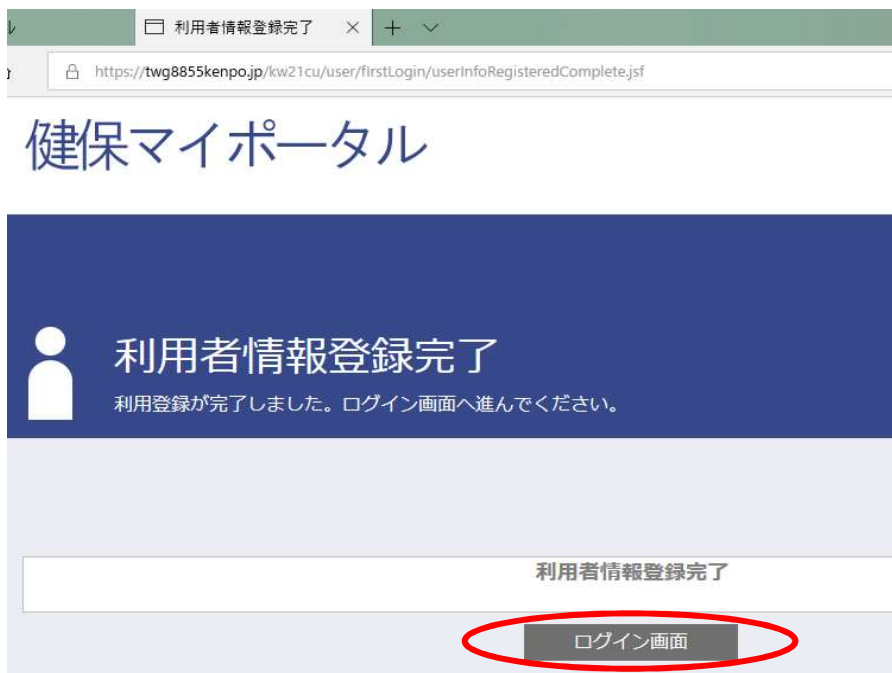 利用者情報登録完了
https://twg8855kenpo.jp/kw21cu/user/firstLogin/userInfoRegisteredComplete.jsf
健保マイポータル
利用者情報登録完了
利用登録が完了しました。ログイン画面へ進んでください。
利用者情報登録完了
ログイン画面